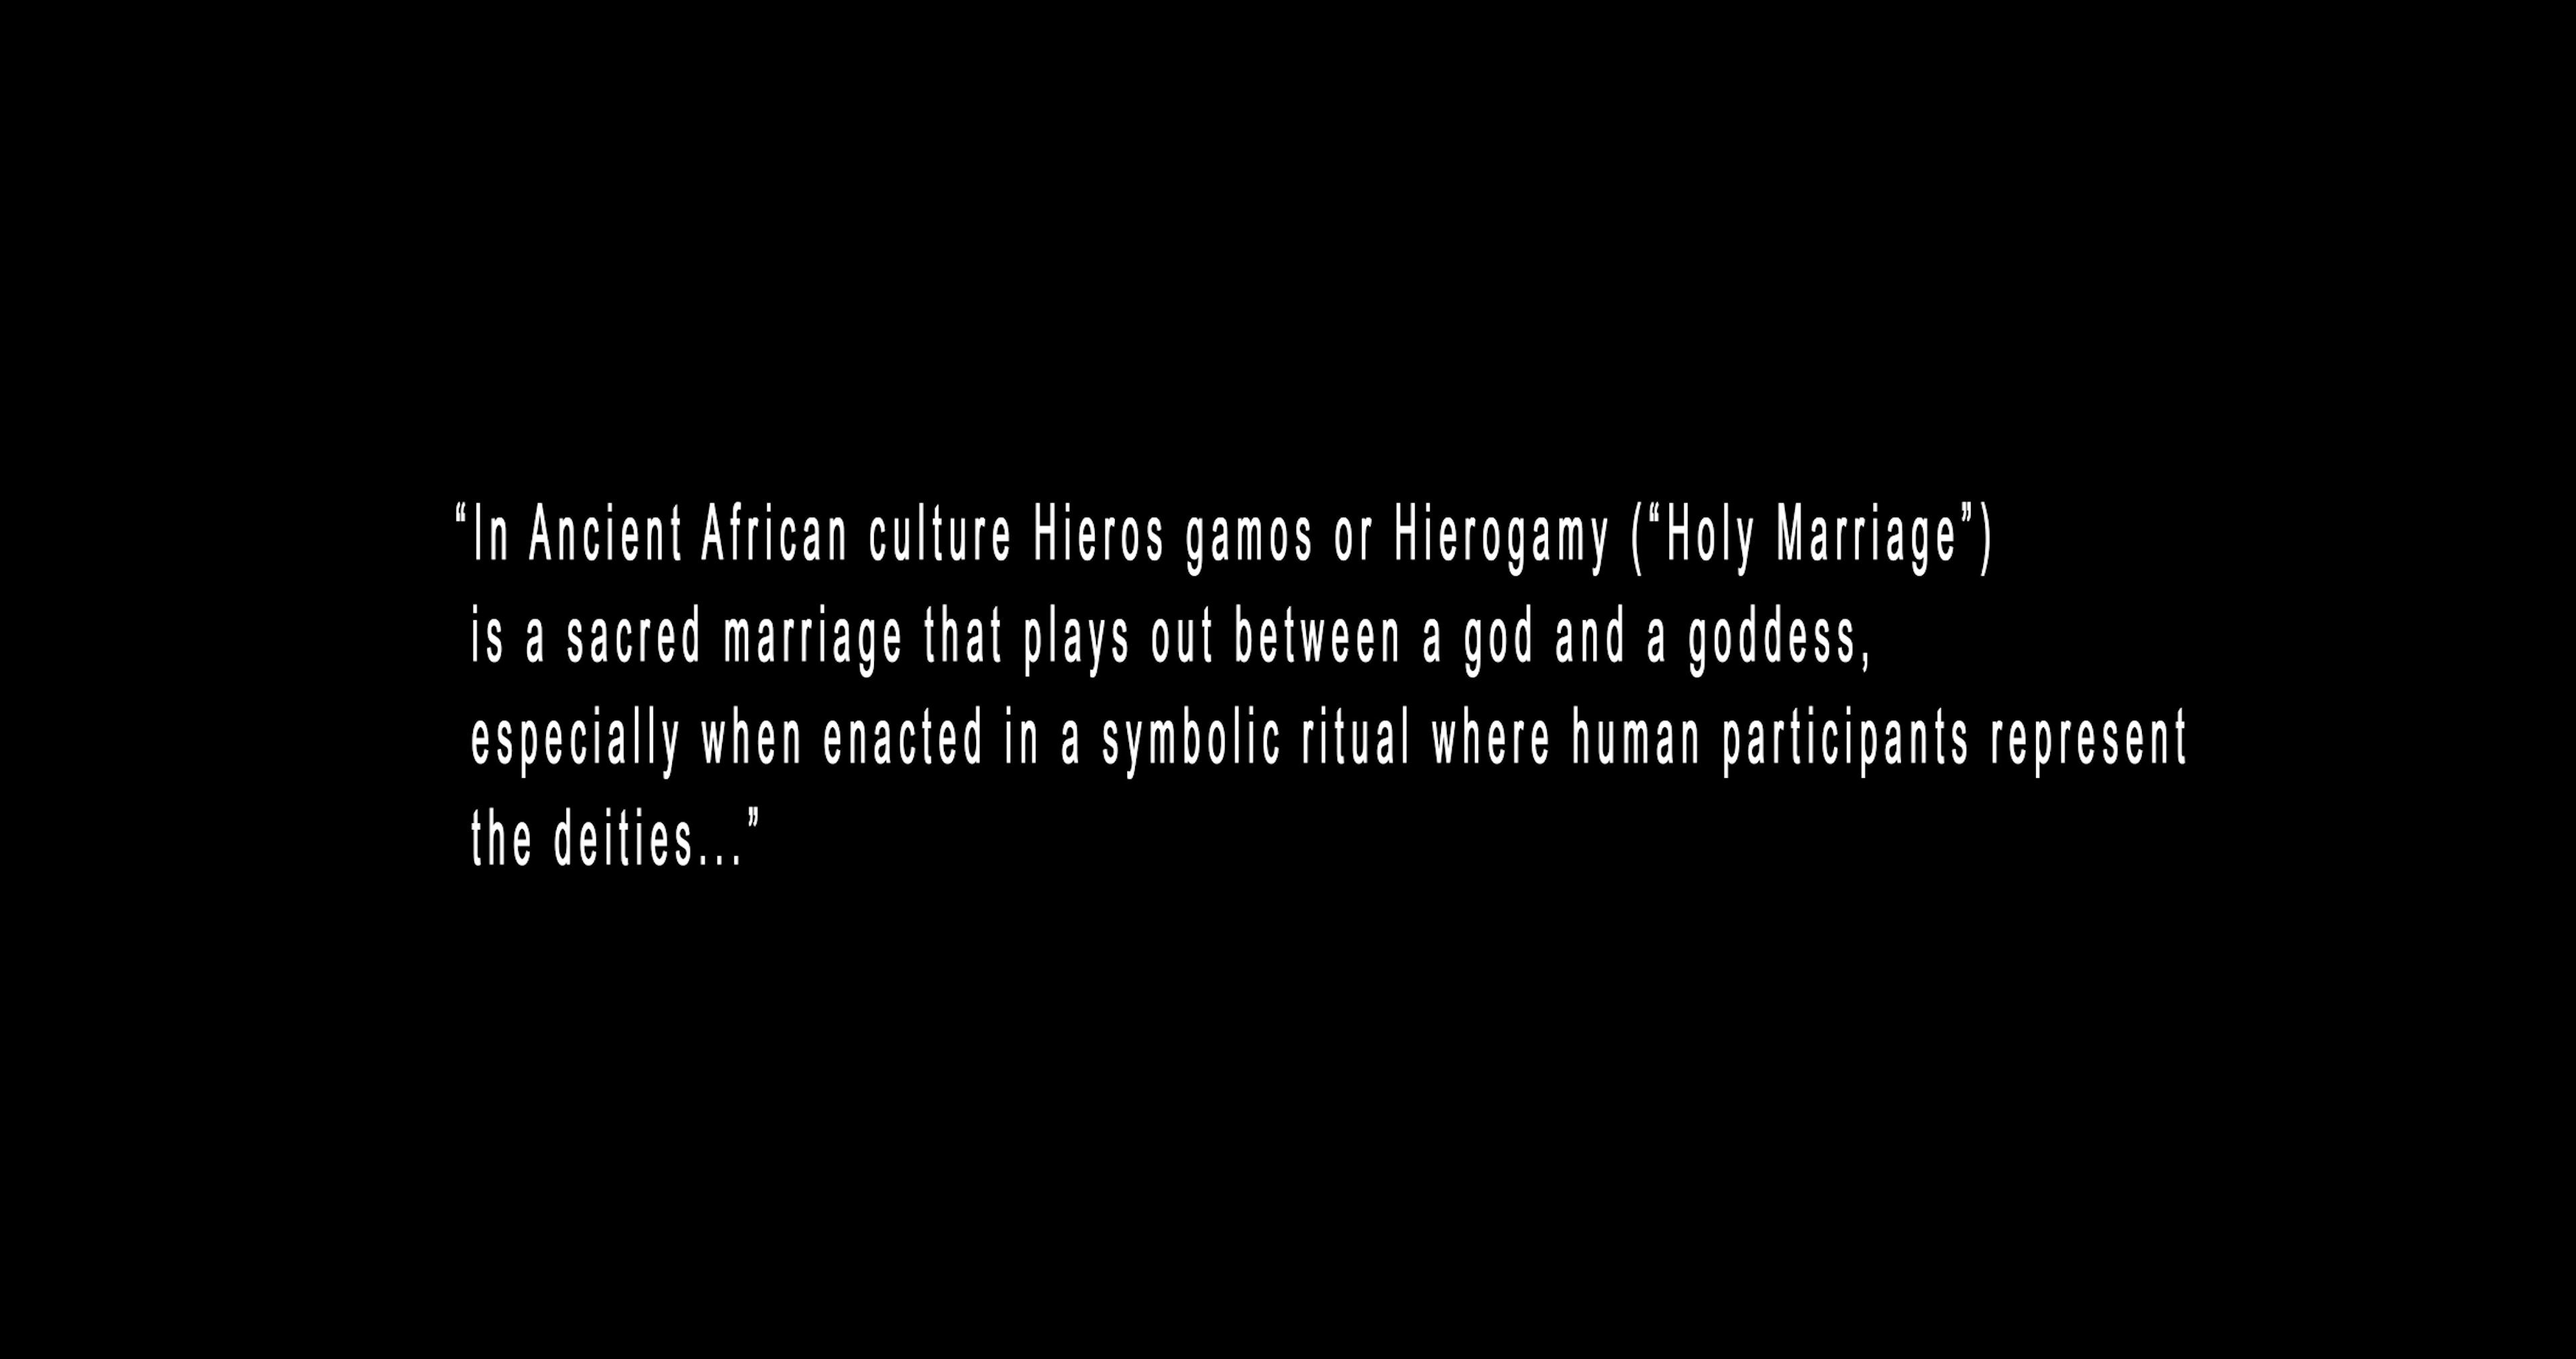 “In Ancient African culture Hieros gamos or Hierogamy (“Holy Marriage”)
is a sacred marriage that plays out between a god and a goddess,
especially when enacted in a symbolic ritual where human participants represent
the deities...”